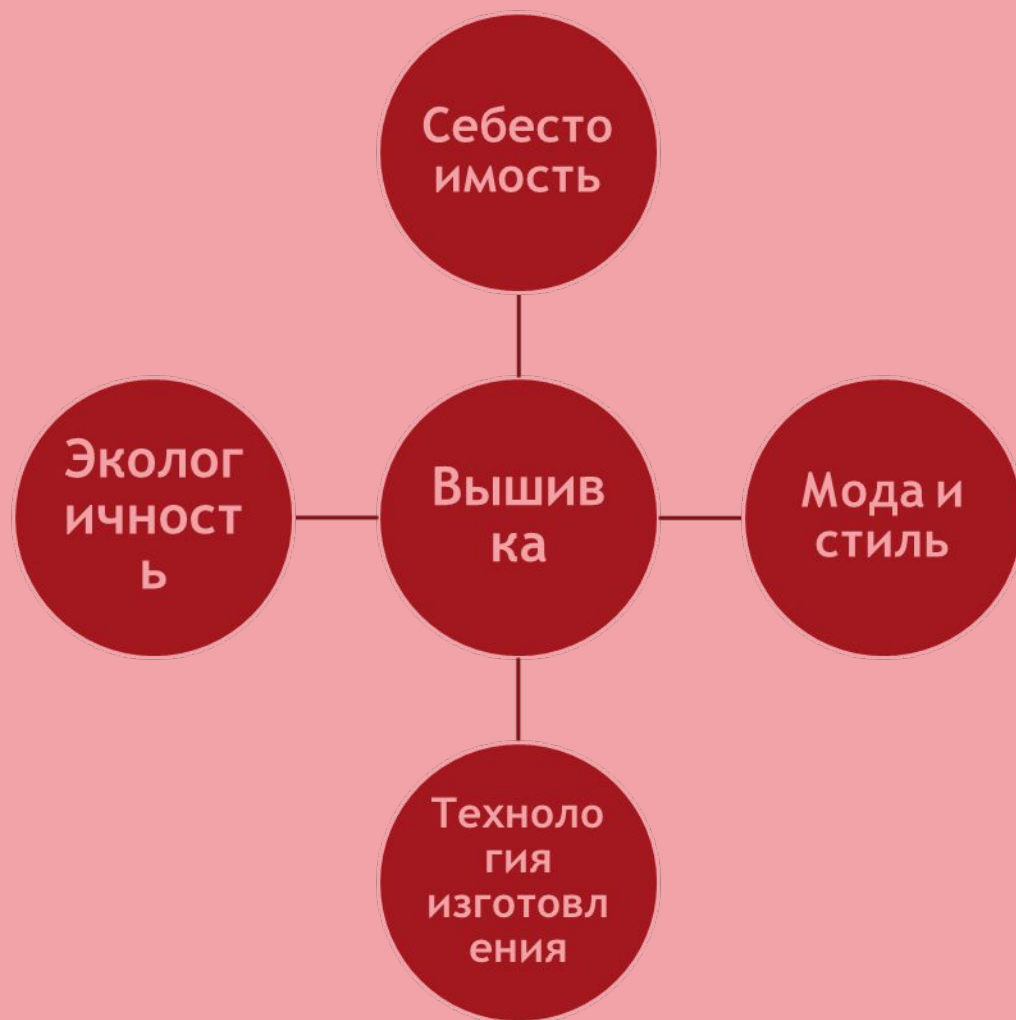 Себесто
имость
Эколог
ичност
ь
Вышив
ка
Мода и
стиль
Техноло
гия
изготовл
ения